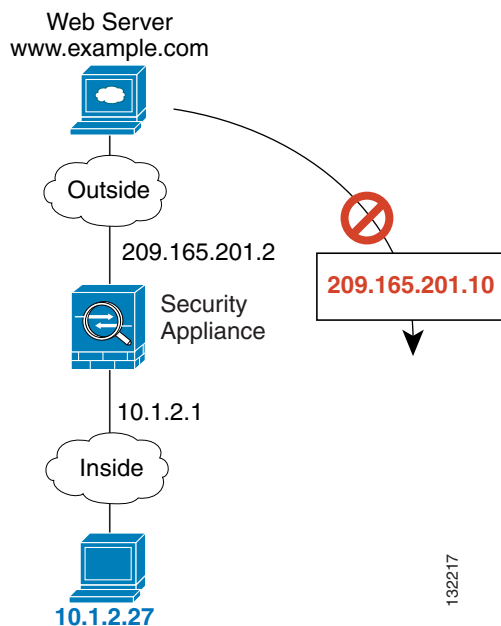 Web Server
www.example.com
Outside
209.165.201.2
209.165.201.10
Security
Appliance
10.1.2.1
Inside
10.1.2.27
132217